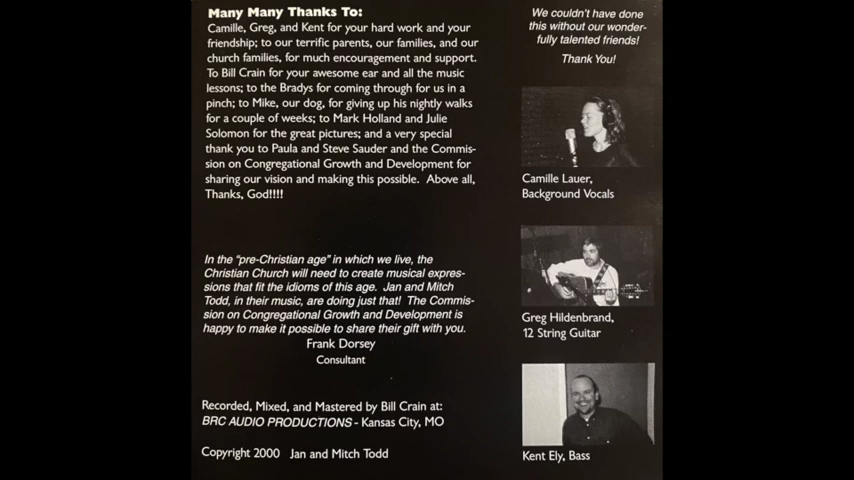 Many Many Thanks To:
Camille, Greg, and Kent for your hard work and your
friendship; to our terrific parents, our families, and our
church families, for much encouragement and support.
To Bill Crain for your awesome ear and all the music
lessons; to the Bradys for coming through for us in a
pinch; to Mike, our dog, for giving up his nightly walks
for a couple of weeks; to Mark Holland and Julie
Solomon for the great pictures; and a very special
thank you to Paula and Steve Sauder and the Commis-
sion on Congregational Growth and Development for
sharing our vision and making this possible. Above all,
Thanks, God!!!!
In the "pre-Christian age" in which we live, the
Christian Church will need to create musical expres-
sions that fit the idioms of this age. Jan and Mitch
Todd, in their music, are doing just that! The Commis-
sion on Congregational Growth and Development is
happy to make it possible to share their gift with you.
Frank Dorsey
Consultant
Recorded, Mixed, and Mastered by Bill Crain at:
BRC AUDIO PRODUCTIONS - Kansas City, MO
Copyright 2000 Jan and Mitch Todd
We couldn't have done
this without our wonder-
fully talented friends!
Thank You!
Camille Lauer,
Background Vocals
Greg Hildenbrand,
12 String Guitar
Kent Ely, Bass